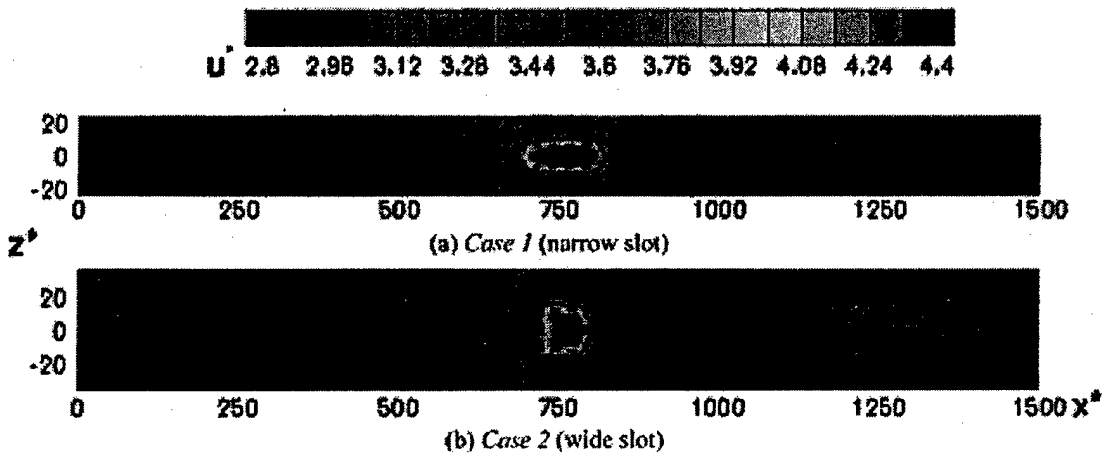 u* 2.8 2.96 3.12 3.28 3.44 3.6 3.76 3.92 4.08 4.24 4.4
20
0
-20
0 250 500 750 1000 1250 1500
(a) Case 1 (narrow slot)
z*
20
0
-20
0 250 500 750 1000 1250 1500 x*
(b) Case 2 (wide slot)